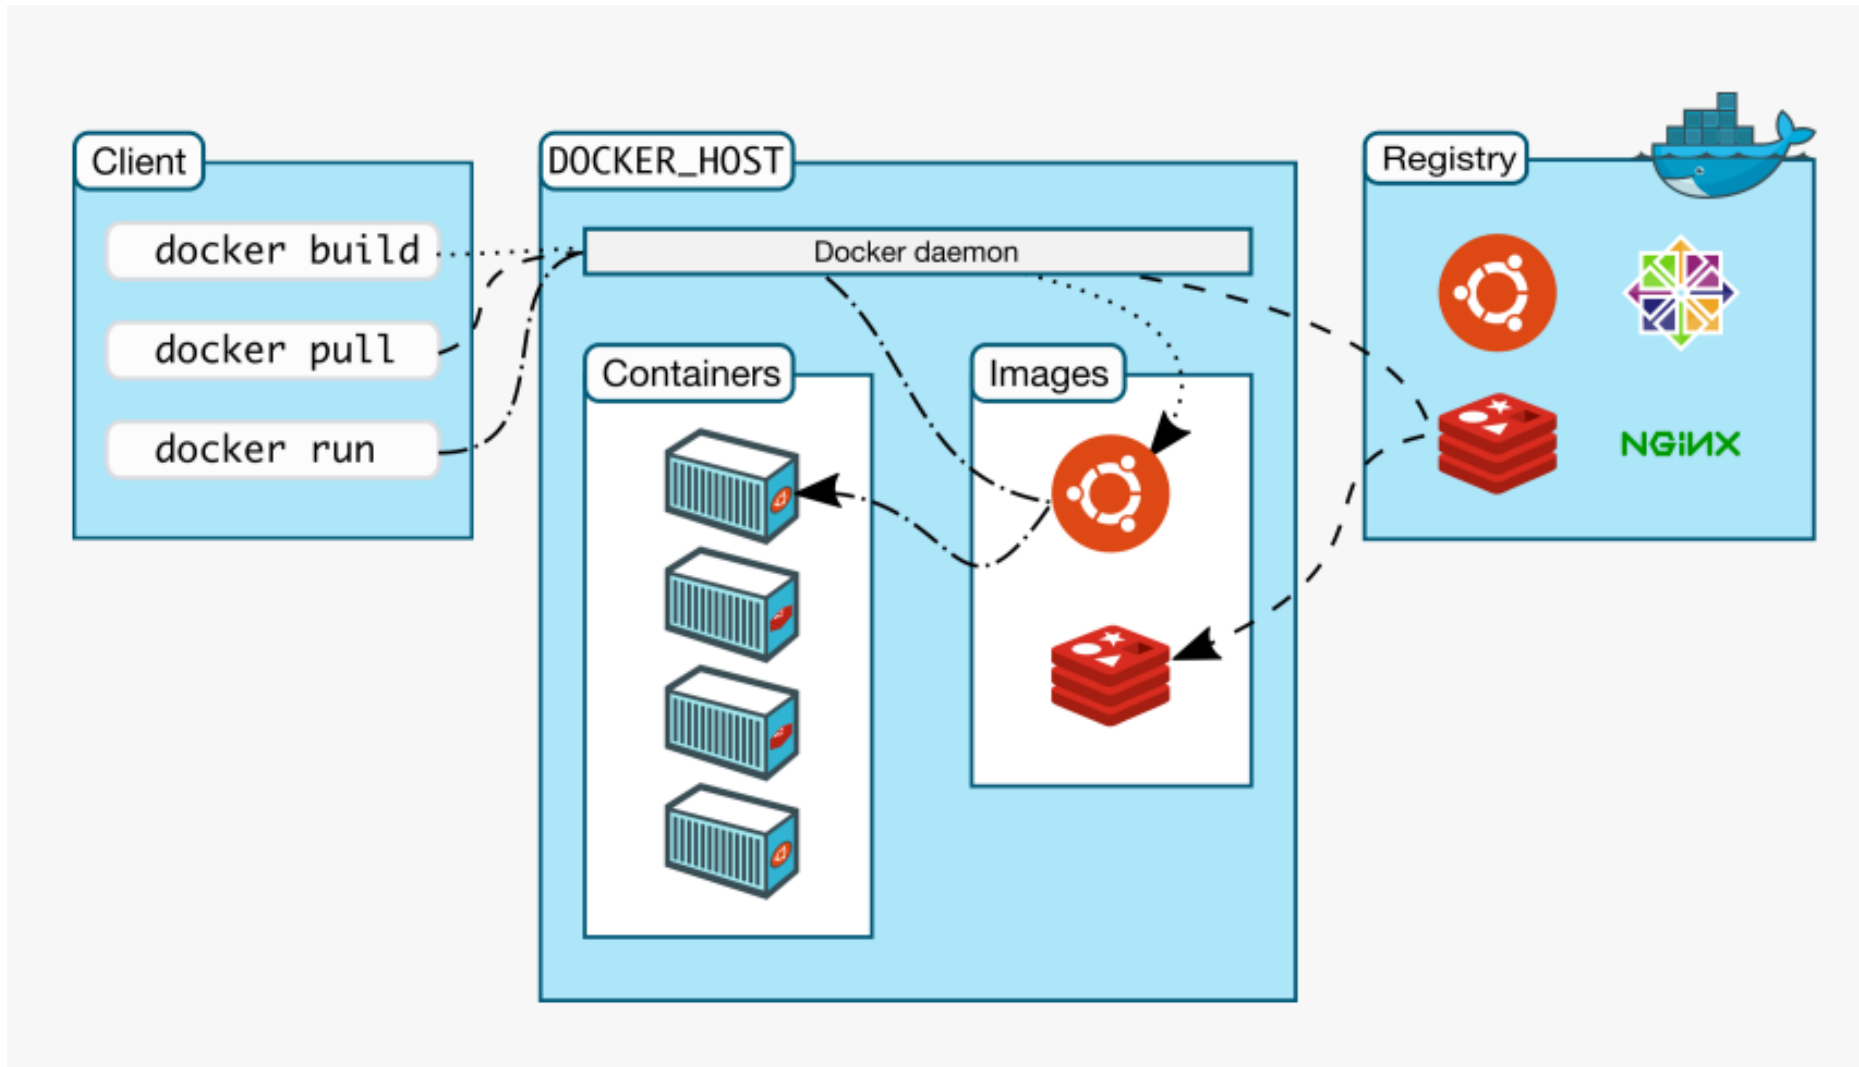 Client
docker build
docker pull
docker run
DOCKER_HOST
Docker daemon
Containers
Images
Registry
NGiNX